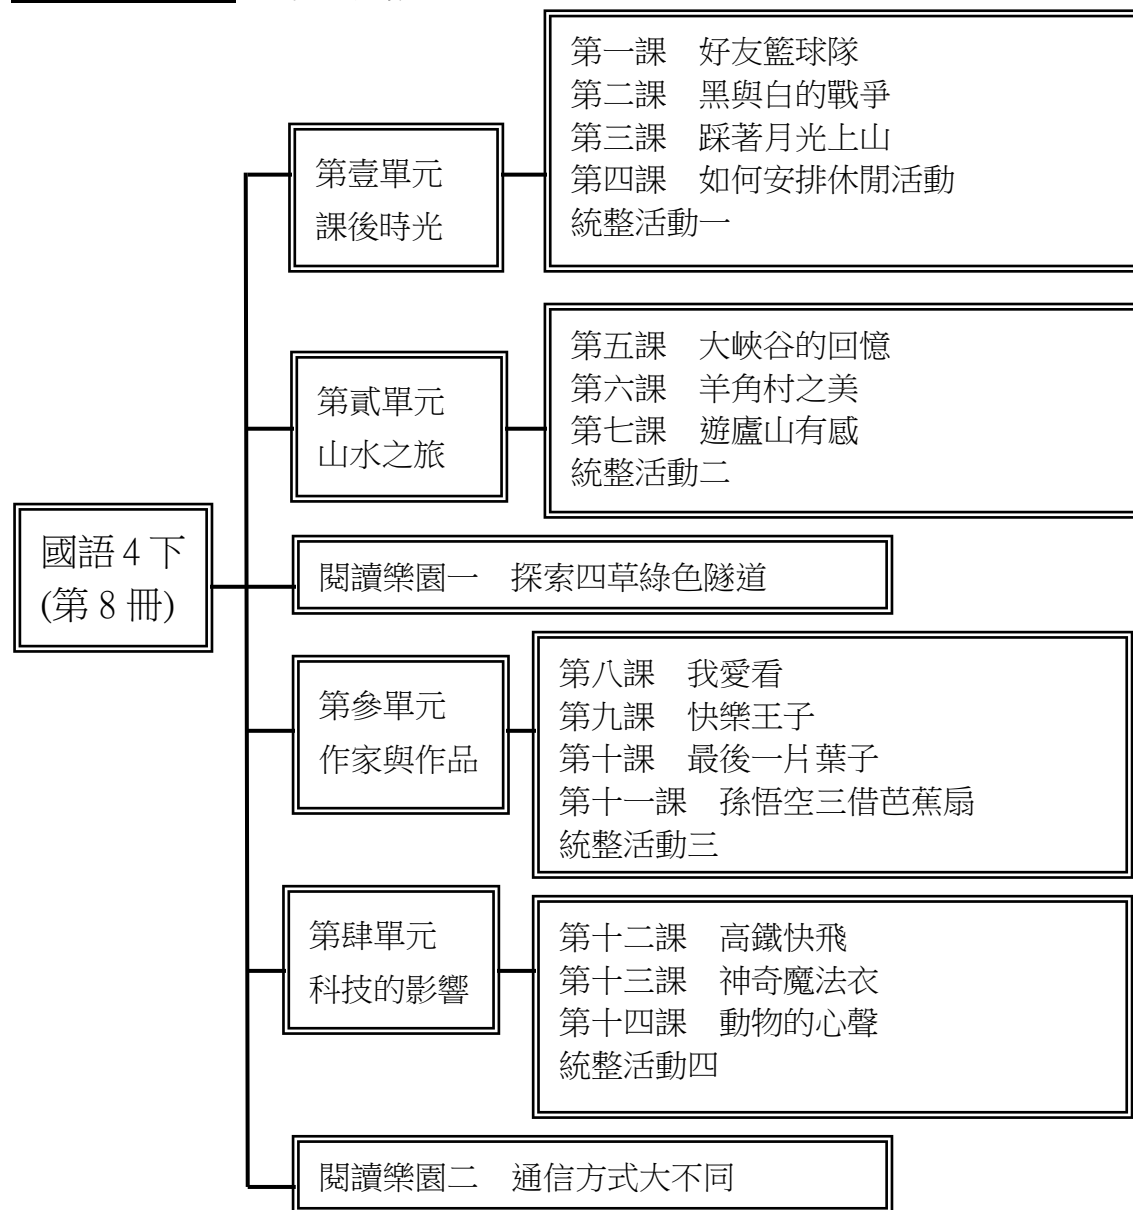 第一課　好友籃球隊
第二課　黑與白的戰爭
第三課　踩著月光上山
第四課　如何安排休閒活動
統整活動一
第壹單元
課後時光
第五課　大峽谷的回憶
第六課　羊角村之美
第七課　遊廬山有感
統整活動二
第貳單元
山水之旅
國語 4 下
(第 8 冊)
閱讀樂園一　探索四草綠色隧道
第八課　我愛看
第九課　快樂王子
第十課　最後一片葉子
第十一課　孫悟空三借芭蕉扇
統整活動三
第參單元
作家與作品
第十二課　高鐵快飛
第十三課　神奇魔法衣
第十四課　動物的心聲
統整活動四
第肆單元
科技的影響
閱讀樂園二　通信方式大不同